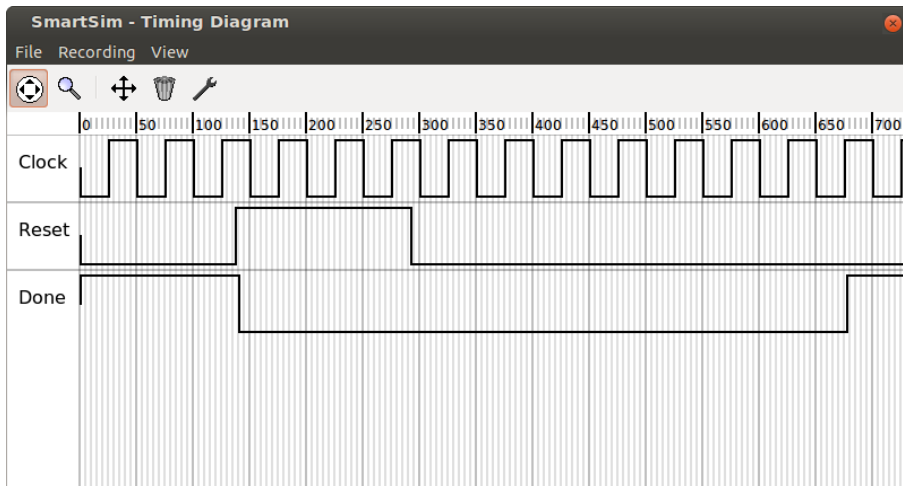 SmartSim - Timing Diagram
File Recording View
0 50 100 150 200 250 300 350 400 450 500 550 600 650 700
Clock
Reset
Done